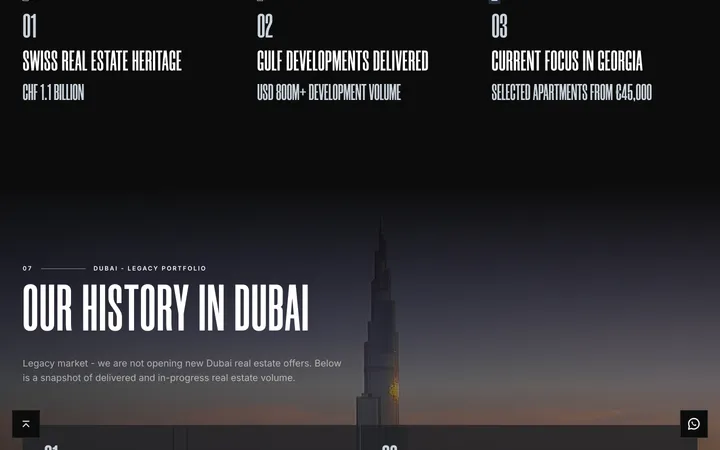 01
02
03
SWISS REAL ESTATE HERITAGE
GULF DEVELOPMENTS DELIVERED
CURRENT FOCUS IN GEORGIA
CHF 1.1 BILLION
USD 800M+ DEVELOPMENT VOLUME
SELECTED APARTMENTS FROM €45,000
07
DUBAI - LEGACY PORTFOLIO
OUR HISTORY IN DUBAI
Legacy market - we are not opening new Dubai real estate offers. Below
is a snapshot of delivered and in-progress real estate volume.